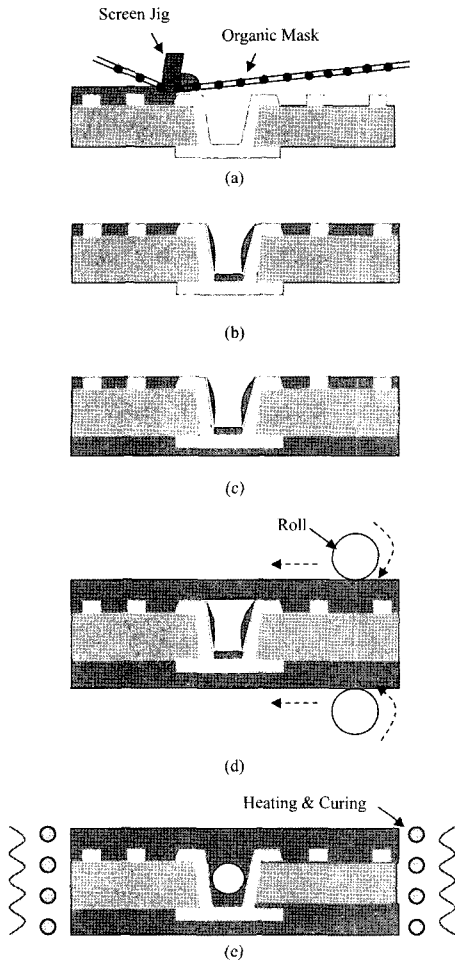 Screen Jig
Organic Mask
(a)
(b)
(c)
Roll
(d)
Heating & Curing
(e)